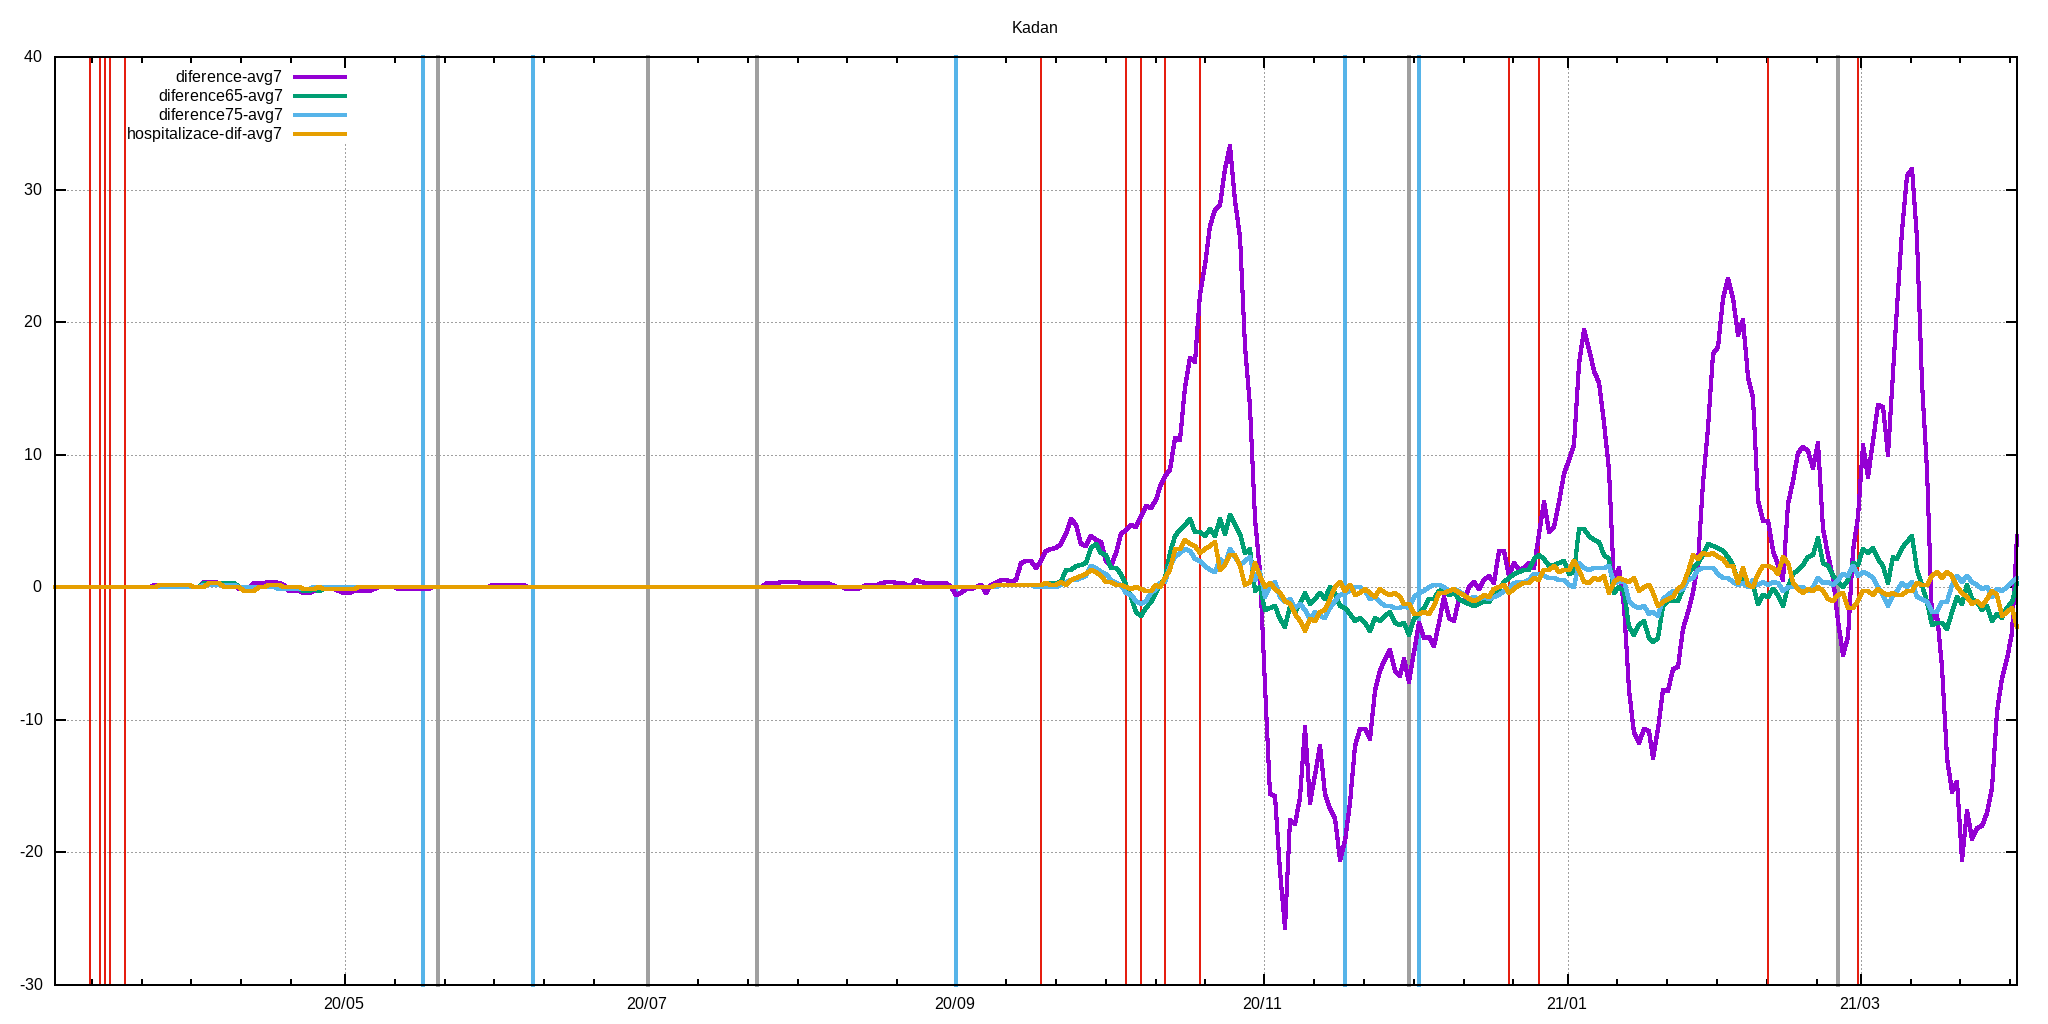 Kadan
40
30
20
10
0
-10
-20
-30
diference-avg7
diference65-avg7
diference75-avg7
hospitalizace-dif-avg7
20/05 20/07 20/09 20/11 21/01 21/03